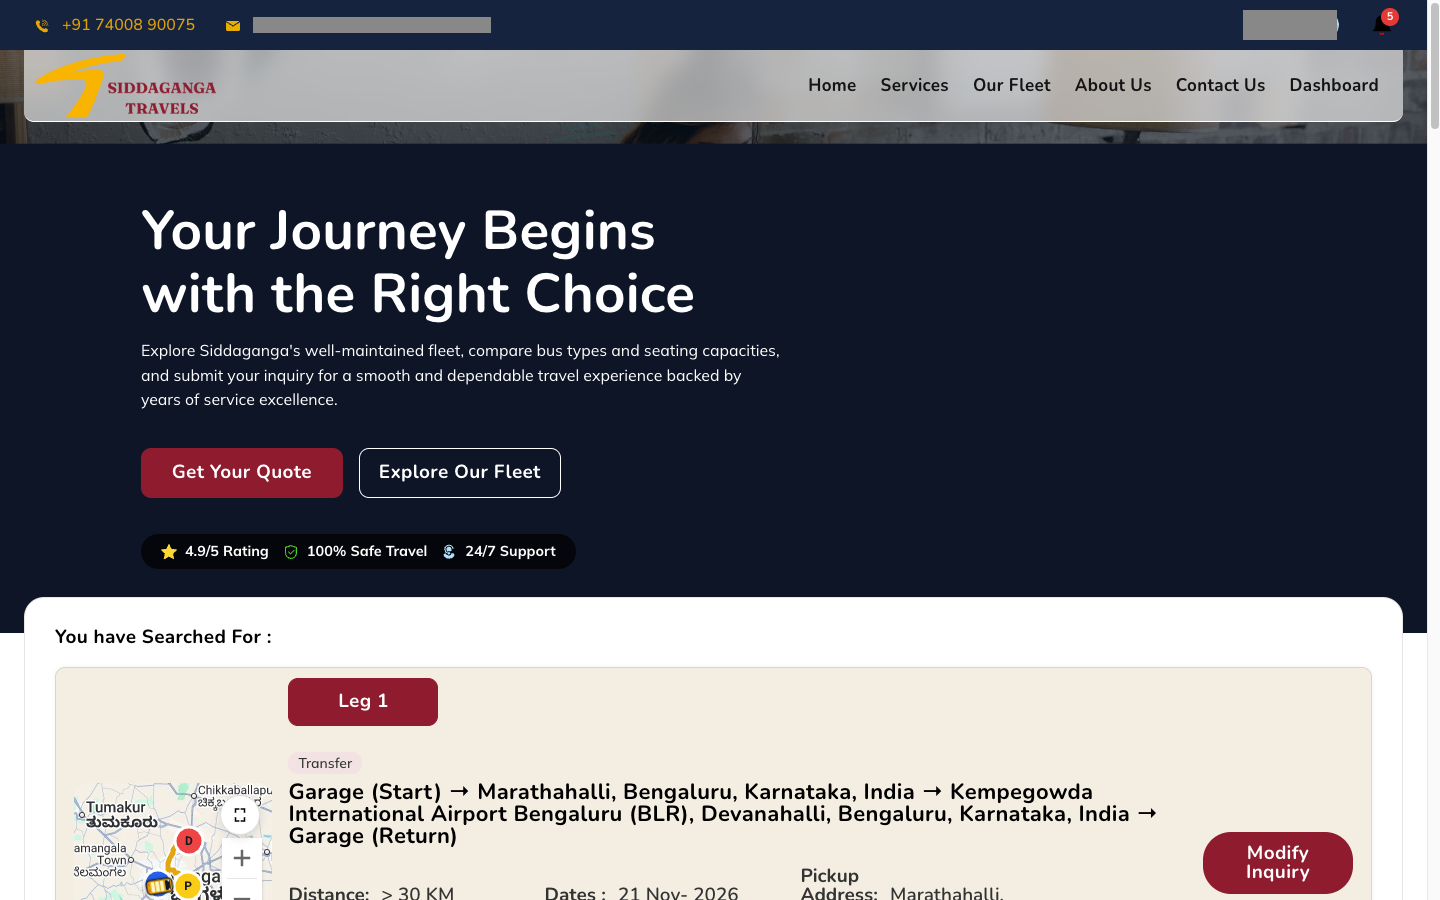 +91 74008 90075
5
SIDDAGANGA
TRAVELS
Home Services Our Fleet About Us Contact Us Dashboard
Your Journey Begins
with the Right Choice
Explore Siddaganga's well-maintained fleet, compare bus types and seating capacities,
and submit your inquiry for a smooth and dependable travel experience backed by
years of service excellence.
Get Your Quote Explore Our Fleet
4.9/5 Rating 100% Safe Travel 24/7 Support
You have Searched For :
Leg 1
Transfer
Garage (Start) → Marathahalli, Bengaluru, Karnataka, India → Kempegowda
International Airport Bengaluru (BLR), Devanahalli, Bengaluru, Karnataka, India →
Garage (Return)
Chikkaballapu
Tumakur
ತುಮಕೂರು
D
amangala
Town
P
Modify
Inquiry
Distance: > 30 KM
Dates : 21 Nov- 2026
Pickup
Address: Marathahalli,